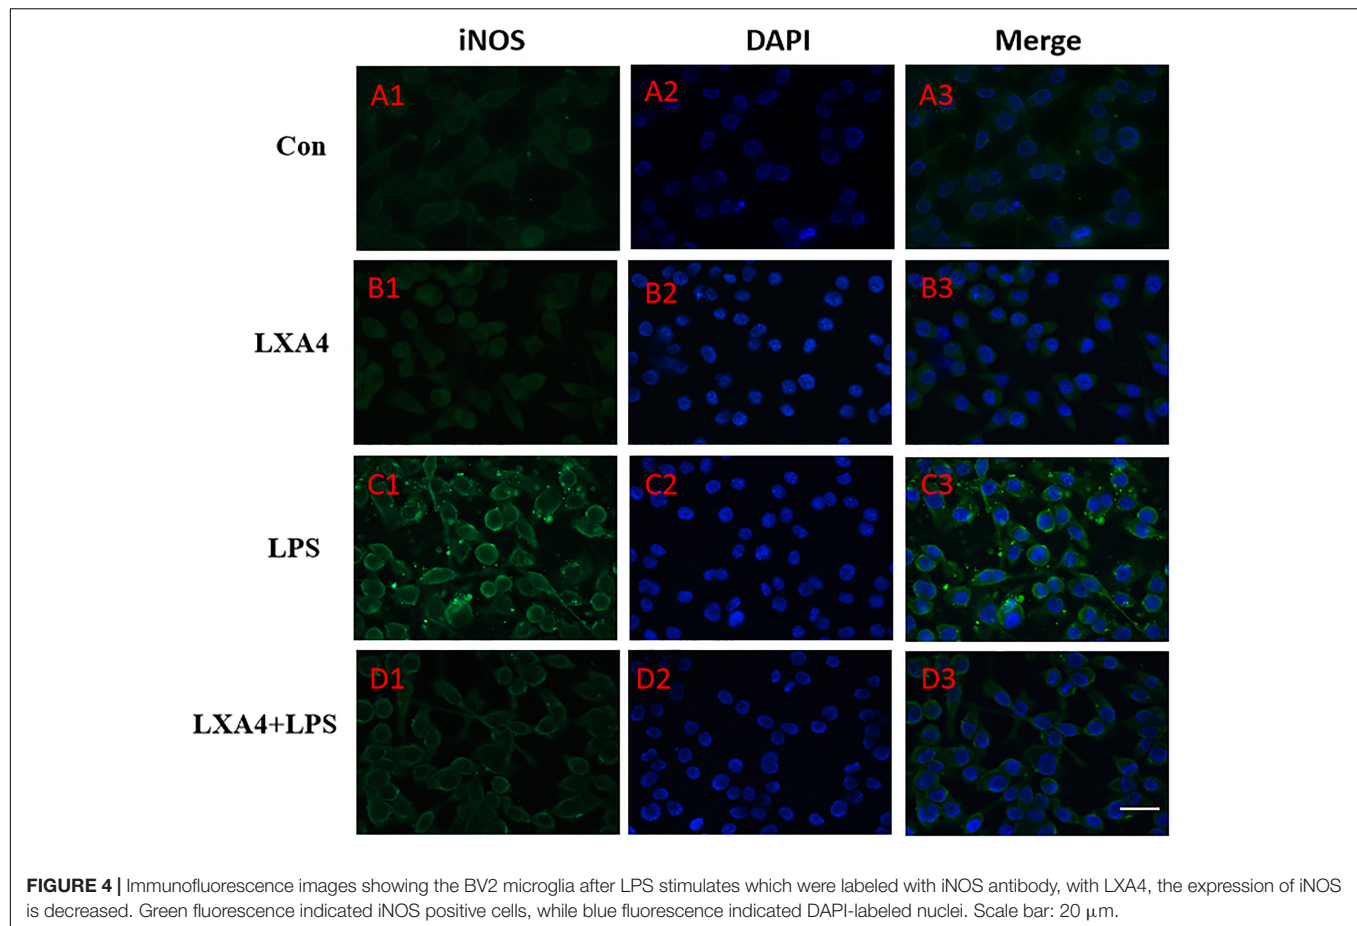 iNOS DAPI Merge
Con A1 A2 A3
LXA4 B1 B2 B3
LPS C1 C2 C3
LXA4+LPS D1 D2 D3
FIGURE 4 | Immunofluorescence images showing the BV2 microglia after LPS stimulates which were labeled with iNOS antibody, with LXA4, the expression of iNOS
is decreased. Green fluorescence indicated iNOS positive cells, while blue fluorescence indicated DAPI-labeled nuclei. Scale bar: 20 μm.